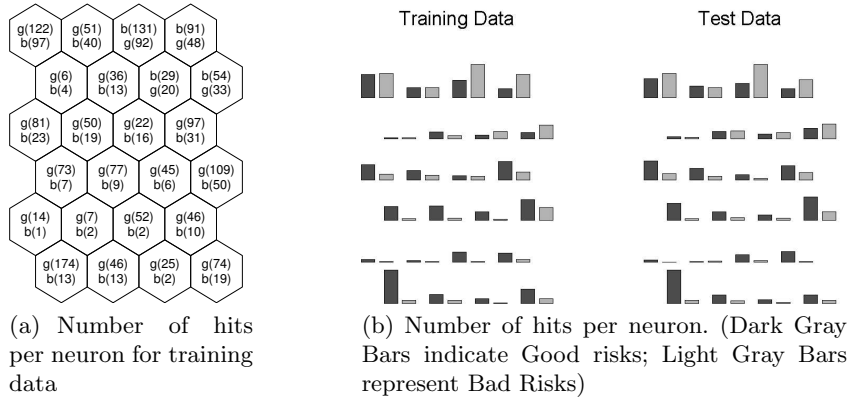 g(122) g(51) b(131) b(91)
b(97) b(40) g(92) g(48)
g(6) g(36) b(29) b(54)
b(4) b(13) g(20) g(33)
g(81) g(50) g(22) g(97)
b(23) b(19) b(16) b(31)
g(73) g(77) g(45) g(109)
b(7) b(9) b(6) b(50)
g(14) g(7) g(52) g(46)
b(1) b(2) b(2) b(10)
g(174) g(46) g(25) g(74)
b(13) b(13) b(2) b(19)
(a) Number of hits
per neuron for training
data
Training Data
Test Data
(b) Number of hits per neuron. (Dark Gray
Bars indicate Good risks; Light Gray Bars
represent Bad Risks)